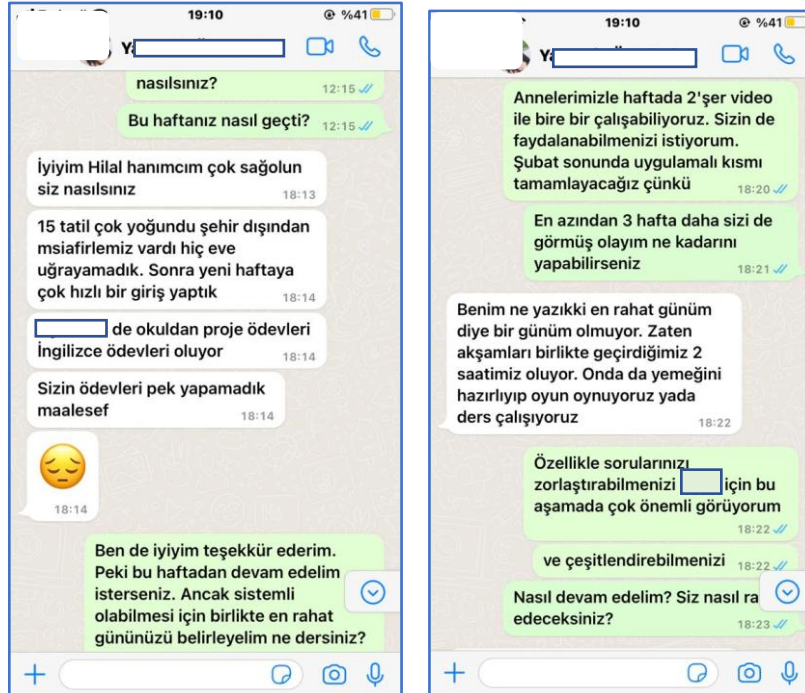 19:10
%41
nasılsınız?
12:15
Bu haftanız nasıl geçti?
12:15
İyiyim Hilal hanımcım çok sağolun
siz nasılsınız
18:13
15 tatil çok yoğundu şehir dışından
msiafirlemiz vardı hiç eve
uğrayamadık. Sonra yeni haftaya
çok hızlı bir giriş yaptık
18:14
de okuldan proje ödevleri
İngilizce ödevleri oluyor
18:14
Sizin ödevleri pek yapamadık
maalesef
18:14
18:14
Ben de iyiyim teşekkür ederim.
Peki bu haftadan devam edelim
isterseniz. Ancak sistemli
olabilmesi için birlikte en rahat
gününüzü belirleyelim ne dersiniz?
19:10
%41
Annelerimizle haftada 2'şer video
ile bire bir çalışabiliyoruz. Sizin de
faydalanabilmenizi istiyorum.
Şubat sonunda uygulamalı kısmı
tamamlayacağız çünkü
18:20
En azından 3 hafta daha sizi de
görmüş olayım ne kadarını
yapabilirseniz
18:21
Benim ne yazıkki en rahat günüm
diye bir günüm olmuyor. Zaten
akşamları birlikte geçirdiğimiz 2
saatimiz oluyor. Onda da yemeğini
hazırlıyıp oyun oynuyoruz yada
ders çalışıyoruz
18:22
Özellikle sorularınızı
zorlaştırabilmenizi için bu
aşamada çok önemli görüyorum
18:22
ve çeşitlendirebilmenizi
18:22
Nasıl devam edelim? Siz nasıl
edeceksiniz?
18:23